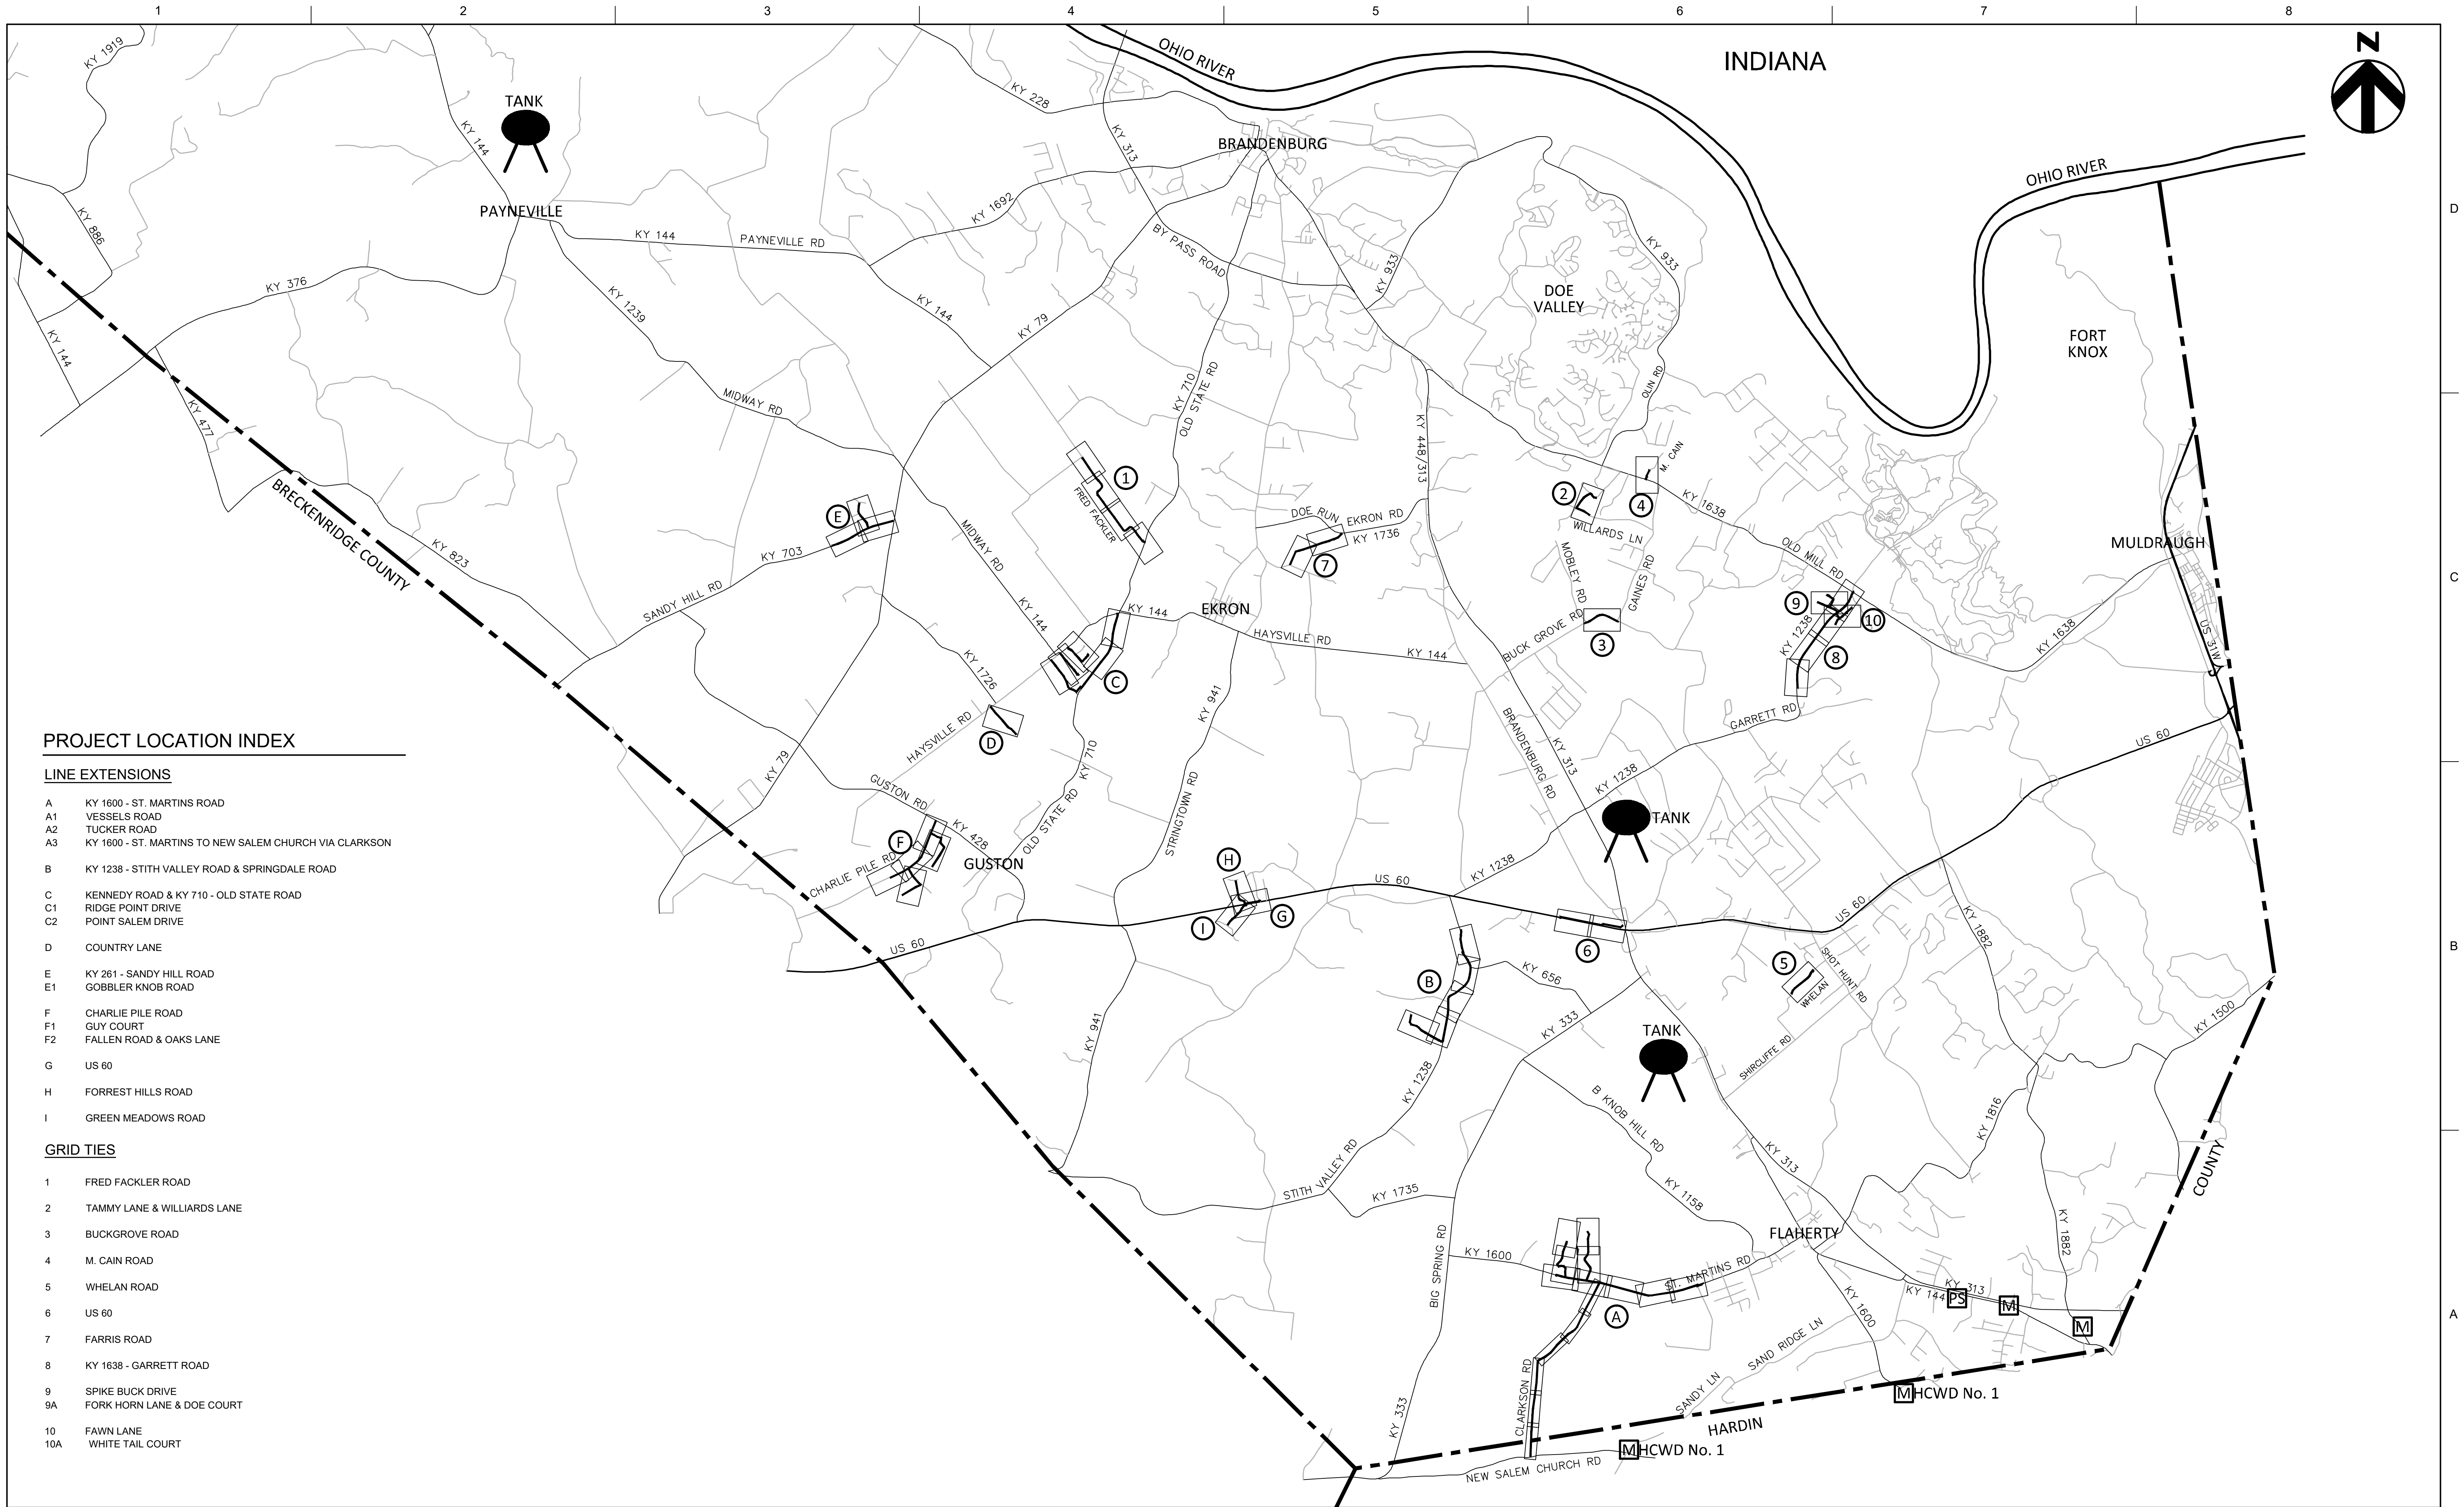 1 2 3 4 5 6 7 8
INDIANA
N
OHIO RIVER
OHIO RIVER
KY 1919
TANK
KY 228
KY 144
KY 313
BRANDENBURG
PAYNEVILLE
KY 886
KY 1692
KY 144
PAYNEVILLE RD
BY PASS ROAD
KY 933
KY 933
D
D
KY 376
KY 1239
KY 144
KY 79
DOE
VALLEY
FORT
KNOX
KY 144
KY 477
MIDWAY RD
KY 710
OLD STATE RD
OLIN RD
KY 448/313
BRECKENRIDGE COUNTY
KY 823
E
KY 703
SANDY HILL RD
MIDWAY RD
KY 144
1
FRED FACKLER
DOE RUN EKRON RD
KY 1736
7
2
WILLARDS LN
4
M. CAIN
KY 1638
MOBLEY RD
GAINES RD
OLD MILL RD
MULDRAUGH
C
KY 144
EKRON
HAYSVILLE RD
KY 144
BUCK GROVE RD
3
9
10
KY 1238
8
KY 1638
US 31W
KY 1726
C
HAYSVILLE RD
D
KY 941
BRANDENBURG RD
KY 313
GARRETT RD
US 60
KY 79
GUSTON RD
KY 710
OLD STATE RD
STRINGTOWN RD
KY 1238
TANK
F
KY 428
GUSTON
CHARLIE PILE RD
H
G
I
US 60
KY 1238
US 60
6
US 60
KY 1882
B
B
KY 656
5
SHOT HUNT RD
WHELAN
KY 941
KY 333
TANK
SHIRCLIFFE RD
KY 1500
KY 1238
B KNOB HILL RD
KY 1816
STITH VALLEY RD
KY 1735
KY 1158
KY 313
COUNTY
FLAHERTY
BIG SPRING RD
KY 1600
ST. MARTINS RD
KY 1882
A
KY 1600
KY 313
KY 144
PS
M
M
A
CLARKSON RD
SAND RIDGE LN
SANDY LN
M HCWD No. 1
KY 333
HARDIN
M HCWD No. 1
NEW SALEM CHURCH RD
PROJECT LOCATION INDEX
LINE EXTENSIONS
A KY 1600 - ST. MARTINS ROAD
A1 VESSELS ROAD
A2 TUCKER ROAD
A3 KY 1600 - ST. MARTINS TO NEW SALEM CHURCH VIA CLARKSON
B KY 1238 - STITH VALLEY ROAD & SPRINGDALE ROAD
C KENNEDY ROAD & KY 710 - OLD STATE ROAD
C1 RIDGE POINT DRIVE
C2 POINT SALEM DRIVE
D COUNTRY LANE
E KY 261 - SANDY HILL ROAD
E1 GOBBLER KNOB ROAD
F CHARLIE PILE ROAD
F1 GUY COURT
F2 FALLEN ROAD & OAKS LANE
G US 60
H FORREST HILLS ROAD
I GREEN MEADOWS ROAD
GRID TIES
1 FRED FACKLER ROAD
2 TAMMY LANE & WILLIARDS LANE
3 BUCKGROVE ROAD
4 M. CAIN ROAD
5 WHELAN ROAD
6 US 60
7 FARRIS ROAD
8 KY 1638 - GARRETT ROAD
9 SPIKE BUCK DRIVE
9A FORK HORN LANE & DOE COURT
10 FAWN LANE
10A WHITE TAIL COURT